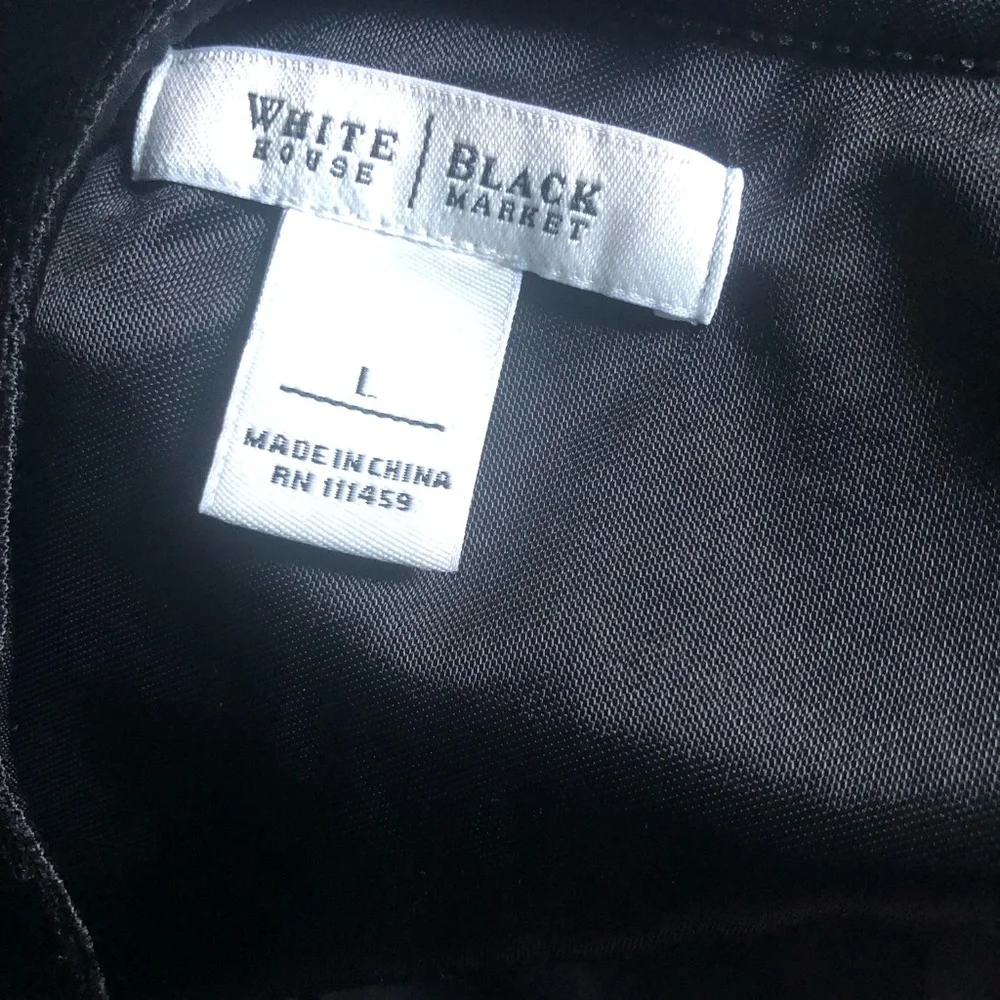 WHITE HOUSE | BLACK MARKET
L
MADE IN CHINA
RN 111459